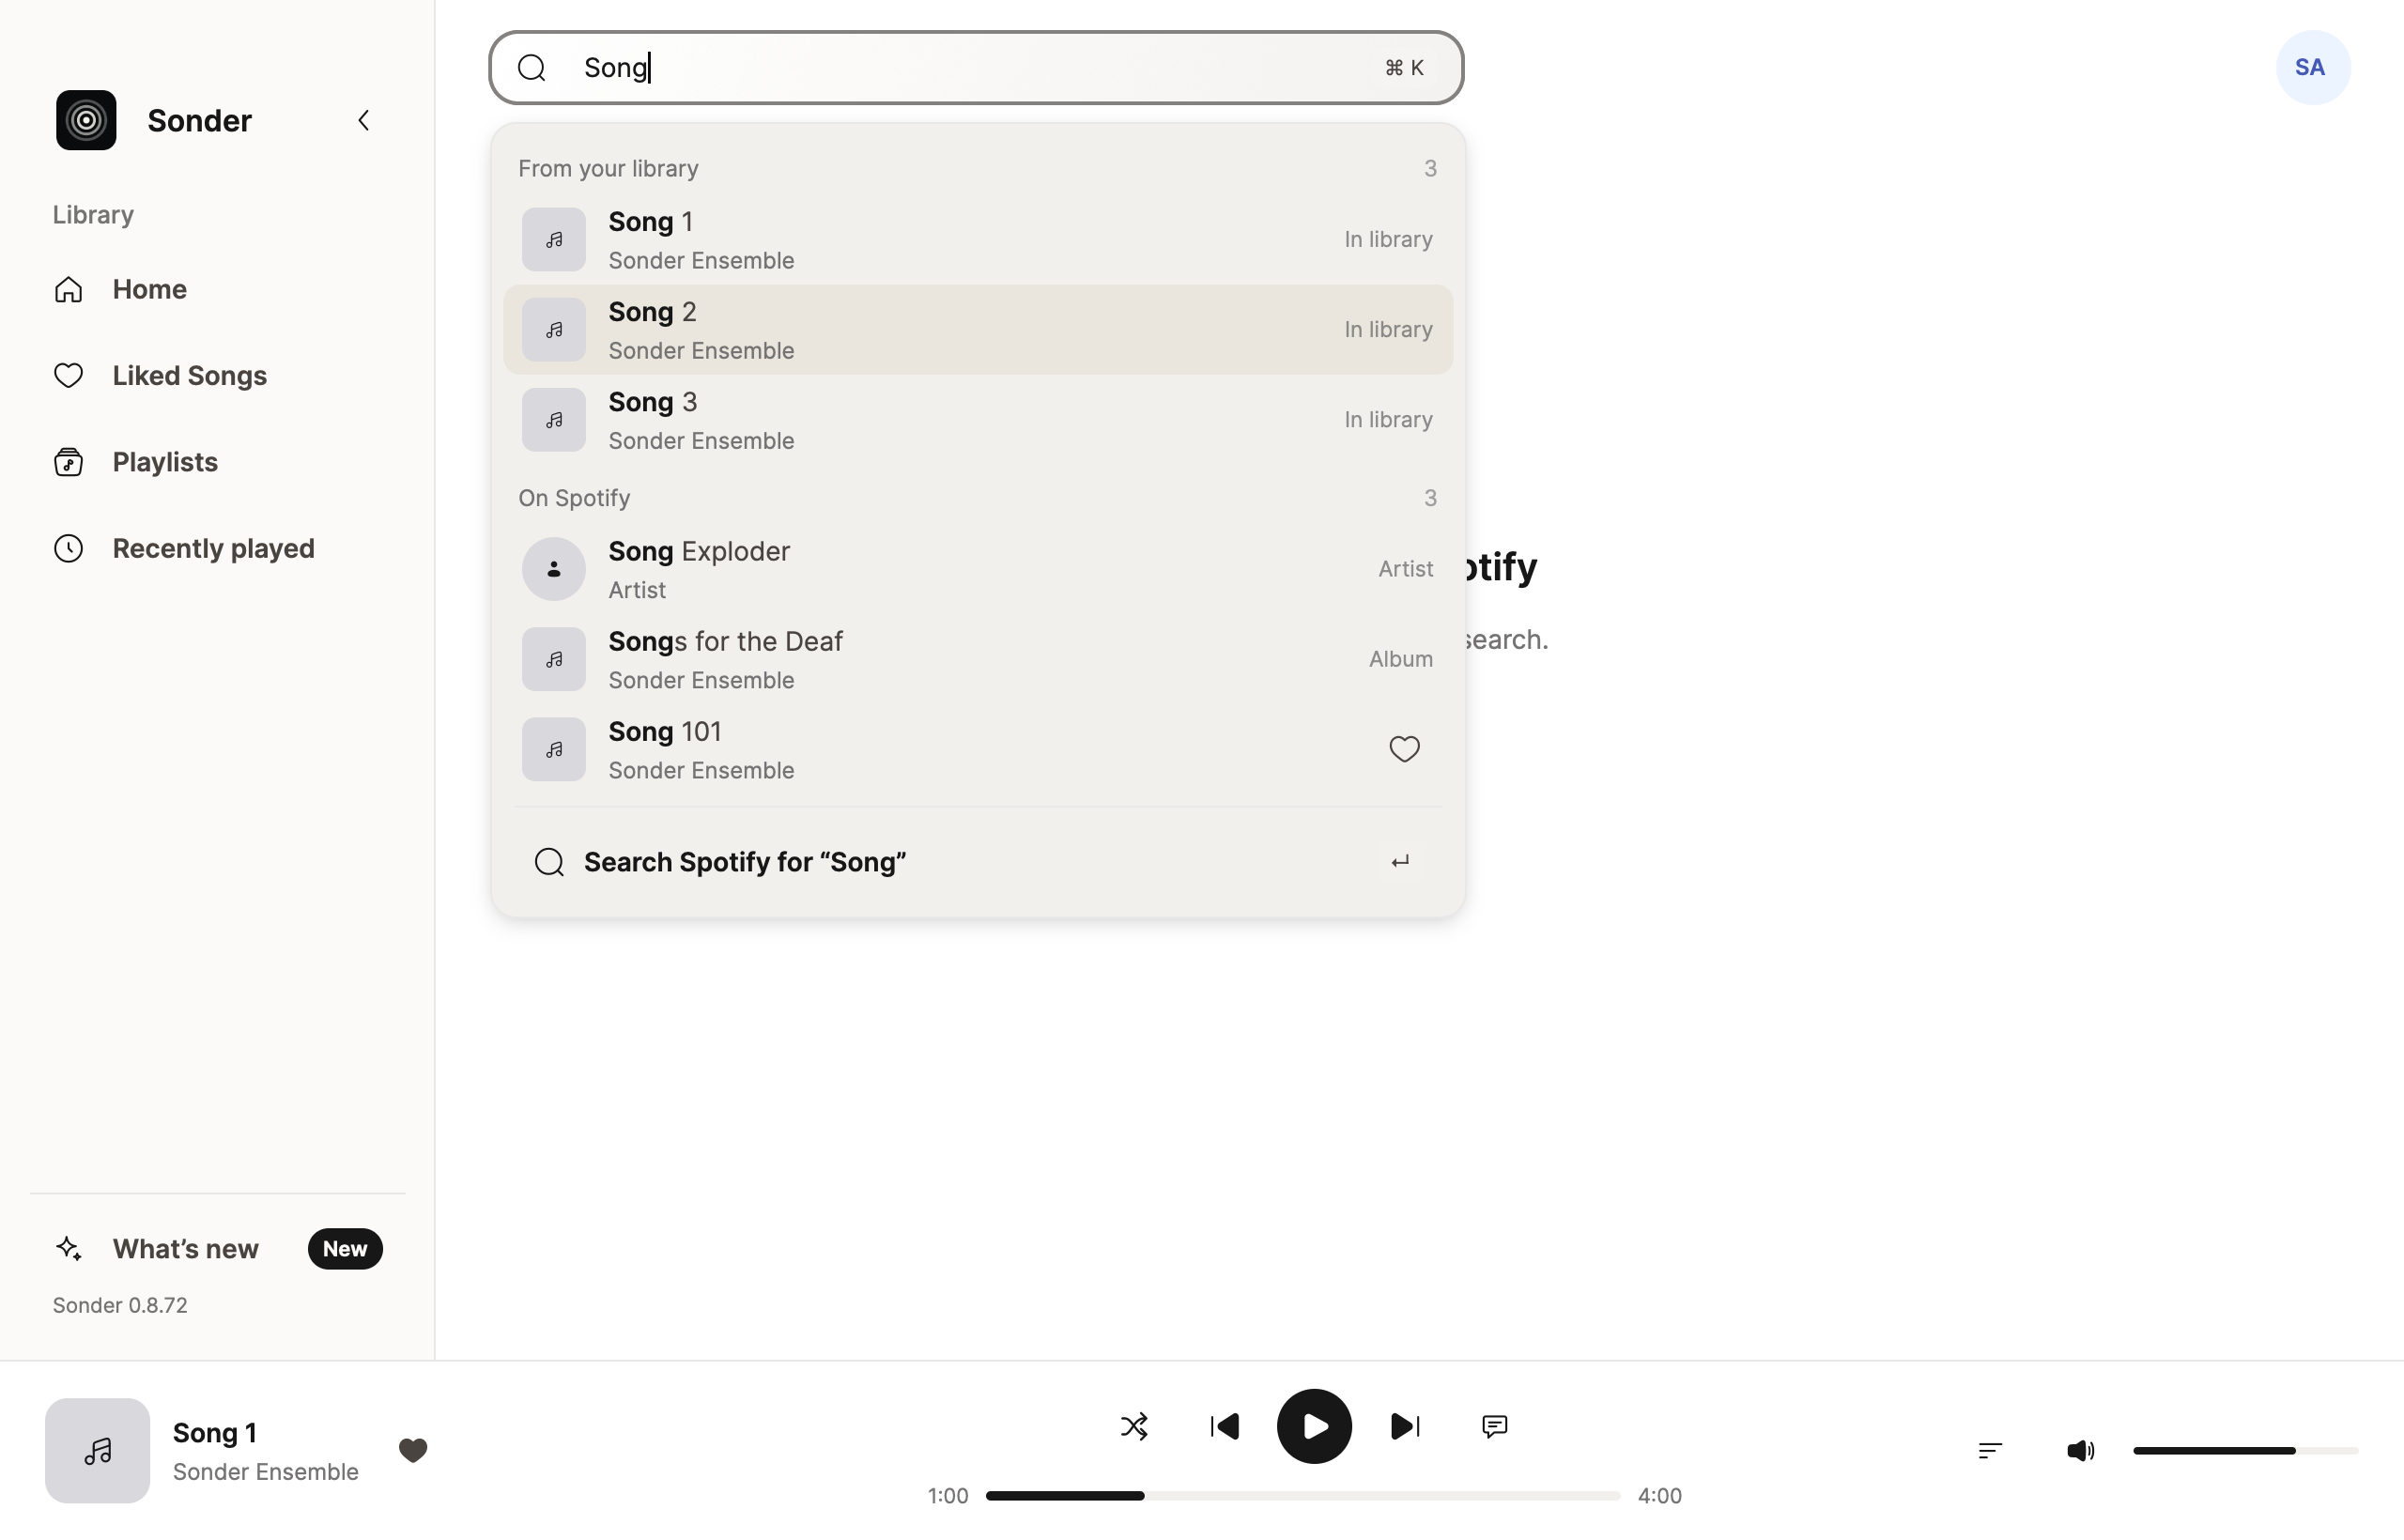 Song
⌘ K
SA
Sonder
Library
Home
Liked Songs
Playlists
Recently played
From your library 3
Song 1
Sonder Ensemble
In library
Song 2
Sonder Ensemble
In library
Song 3
Sonder Ensemble
In library
On Spotify 3
Song Exploder
Artist
Artist
Songs for the Deaf
Sonder Ensemble
Album
Song 101
Sonder Ensemble
Search Spotify for “Song”
otify
search.
What’s new New
Sonder 0.8.72
Song 1
Sonder Ensemble
1:00 4:00